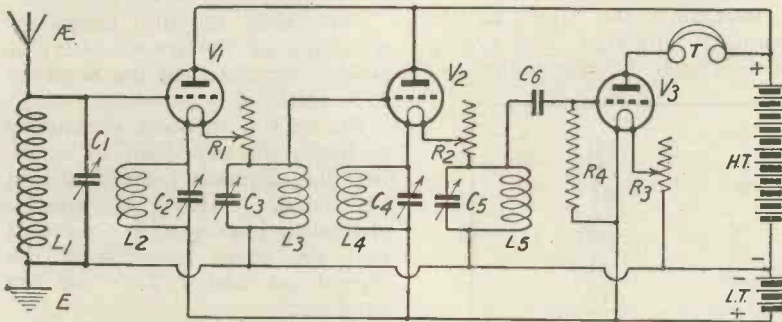 Æ
V1
V2
V3
T
+
C6
C1
R1
R2
R4
R3
H.T.
C2
C3
C4
C5
L1
L2
L3
L4
L5
−
−
E
L.T.
+